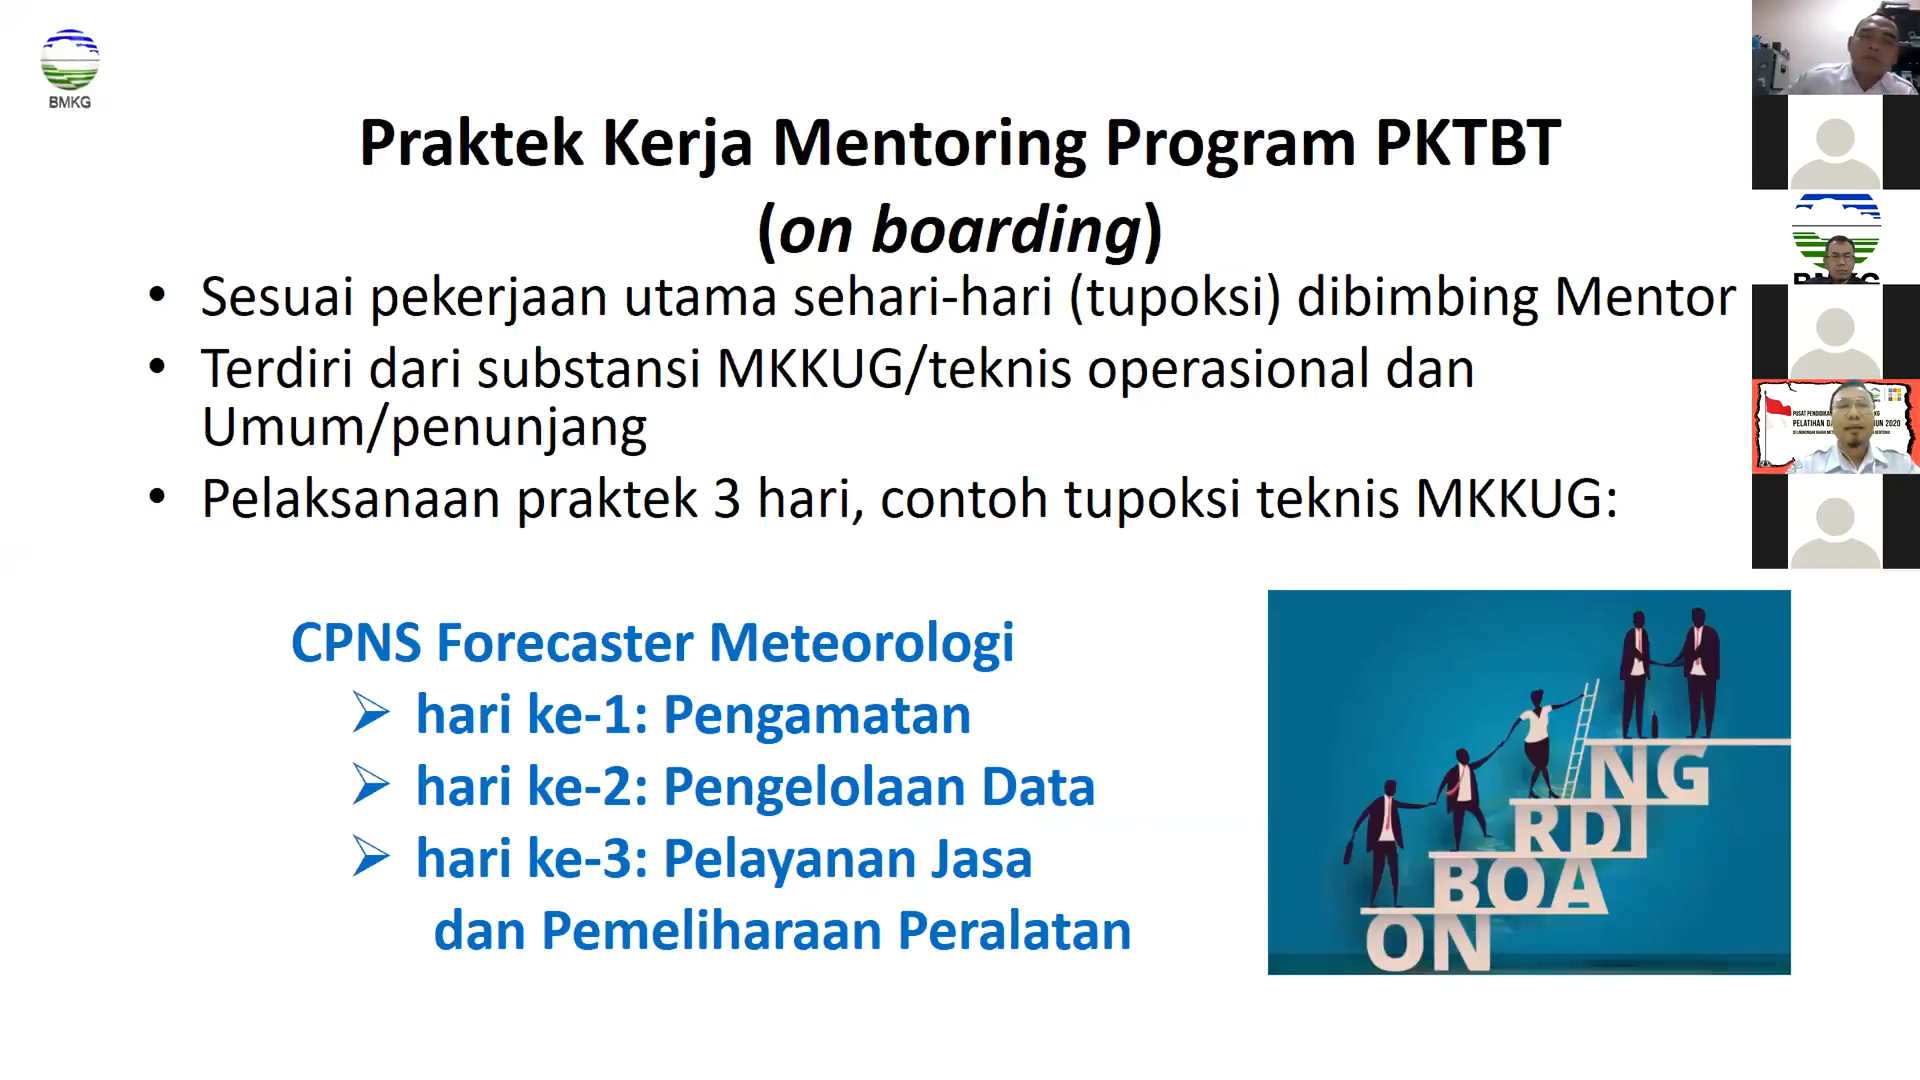 BMKG
Praktek Kerja Mentoring Program PKTBT
(on boarding)
• Sesuai pekerjaan utama sehari-hari (tupoksi) dibimbing Mentor
• Terdiri dari substansi MKKUG/teknis operasional dan
Umum/penunjang
• Pelaksanaan praktek 3 hari, contoh tupoksi teknis MKKUG:
CPNS Forecaster Meteorologi
➢ hari ke-1: Pengamatan
➢ hari ke-2: Pengelolaan Data
➢ hari ke-3: Pelayanan Jasa
dan Pemeliharaan Peralatan
NG
RDI
BOA
ON
PUSAT PENDIDIKAN